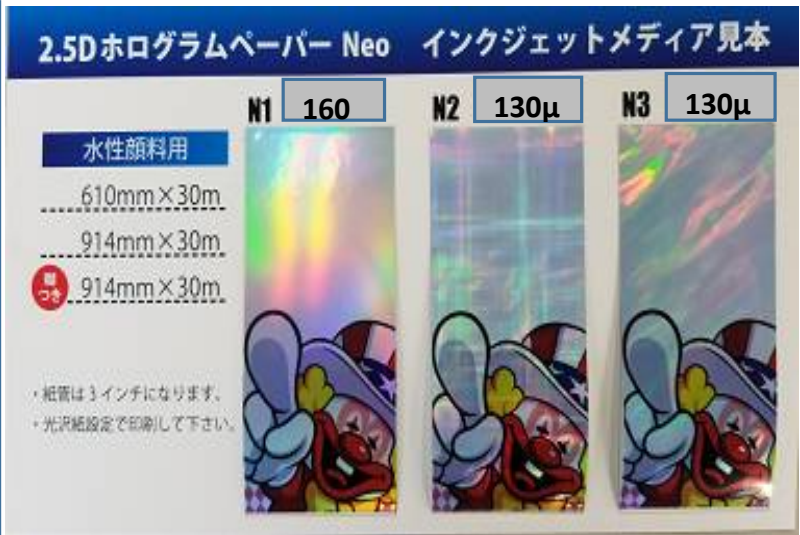 2.5Dホログラムペーパー Neo インクジェットメディア見本
N1 160 N2 130μ N3 130μ
水性顔料用
610mm×30m
914mm×30m
つき 914mm×30m
・紙管は3インチになります。
・光沢紙設定で印刷して下さい。